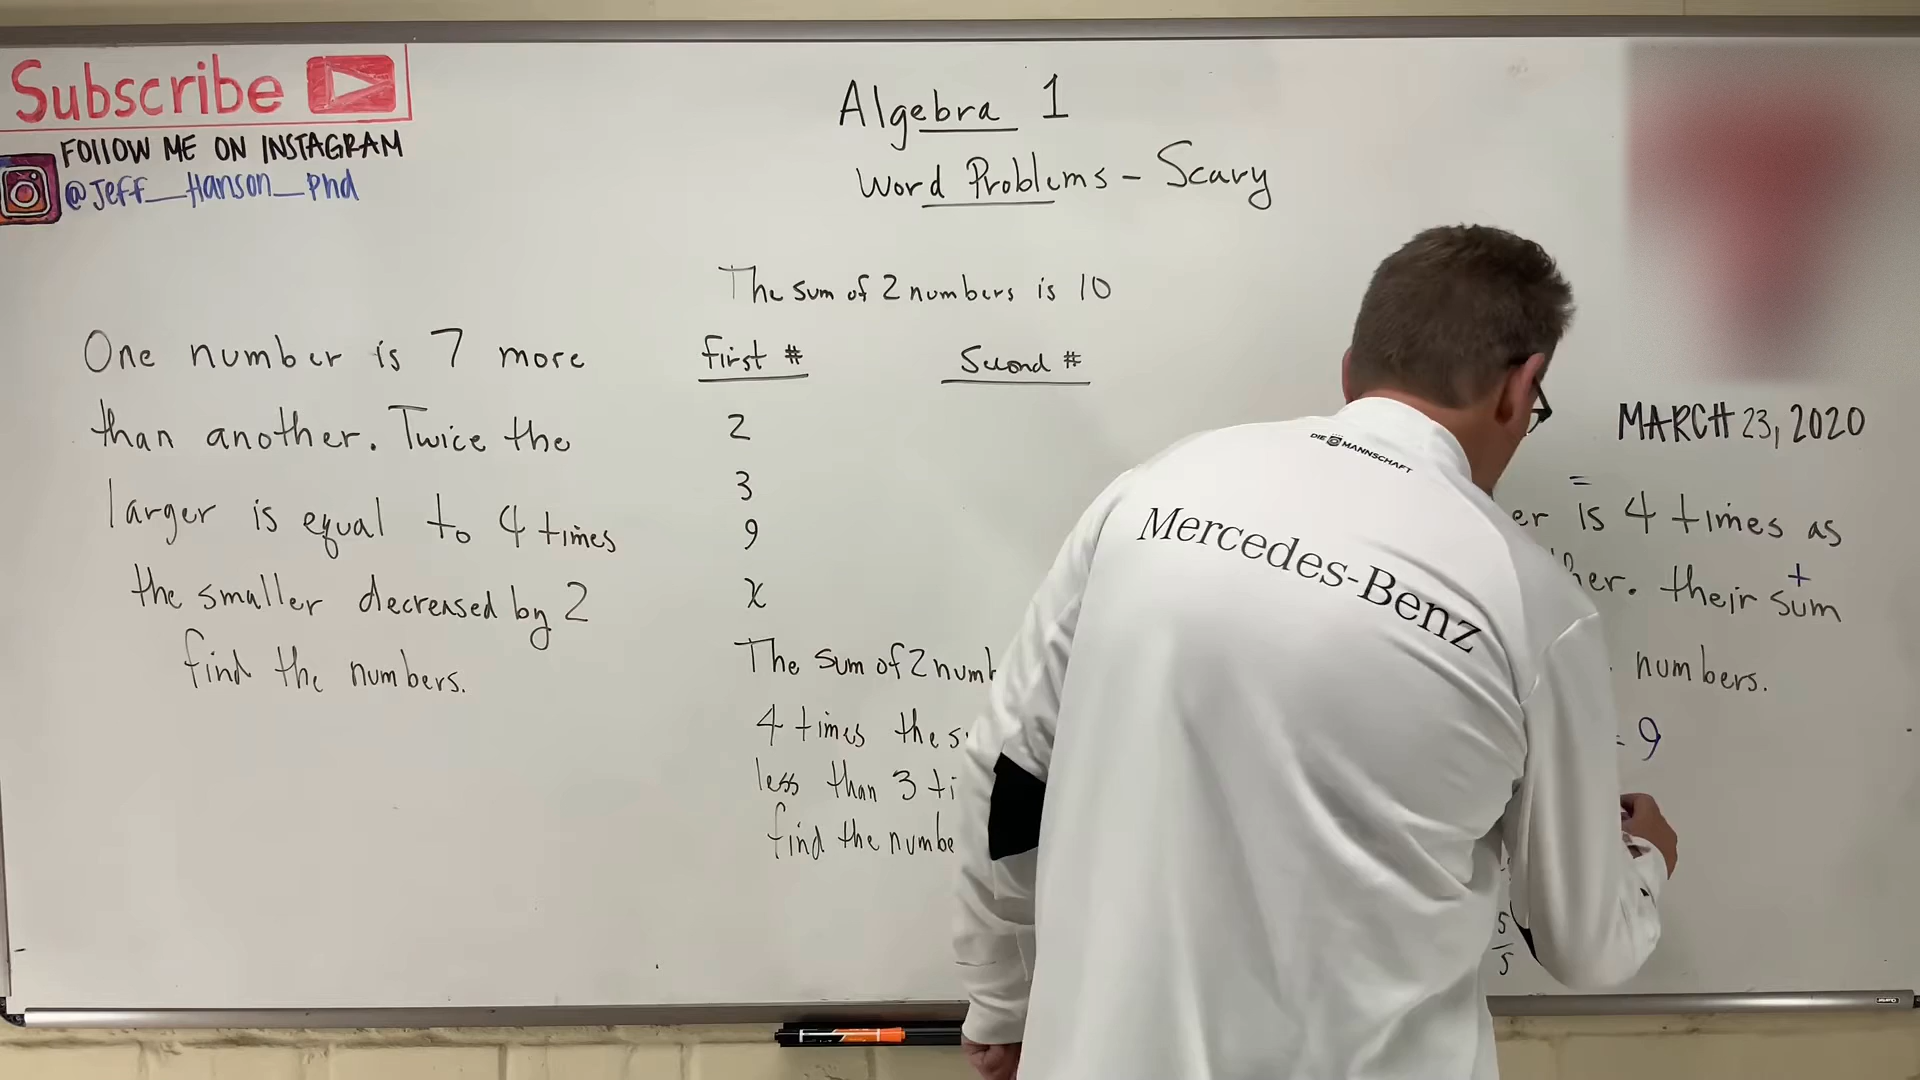 Subscribe
FOllOW ME ON INSTAGRAM
@Jeff_Hanson_Phd
Algebra 1
Word Problems - Scary
The sum of 2 numbers is 10
One number is 7 more
than another. Twice the
larger is equal to 4 times
the smaller decreased by 2
find the numbers.
first #
Second #
2
3
9
x
The sum of 2 numb
4 times the s
less than 3 ti
find the numbe
DIE MANNSCHAFT
Mercedes-Benz
MARCH 23, 2020
=
er is 4 times as
her. their sum
+
numbers.
= 9
5
5